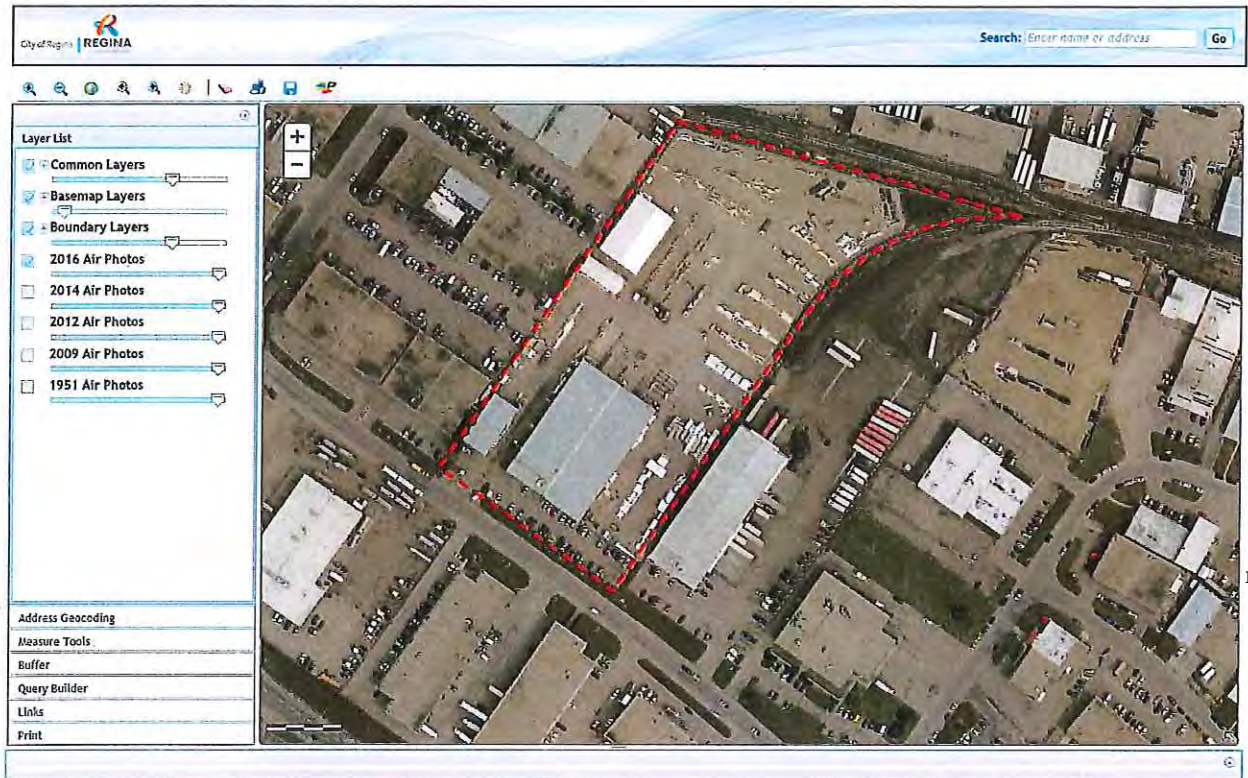 City of Regina | REGINA
Search: Enter name or address Go
Layer List
Common Layers
Basemap Layers
Boundary Layers
2016 Air Photos
2014 Air Photos
2012 Air Photos
2009 Air Photos
1951 Air Photos
Address Geocoding
Measure Tools
Buffer
Query Builder
Links
Print